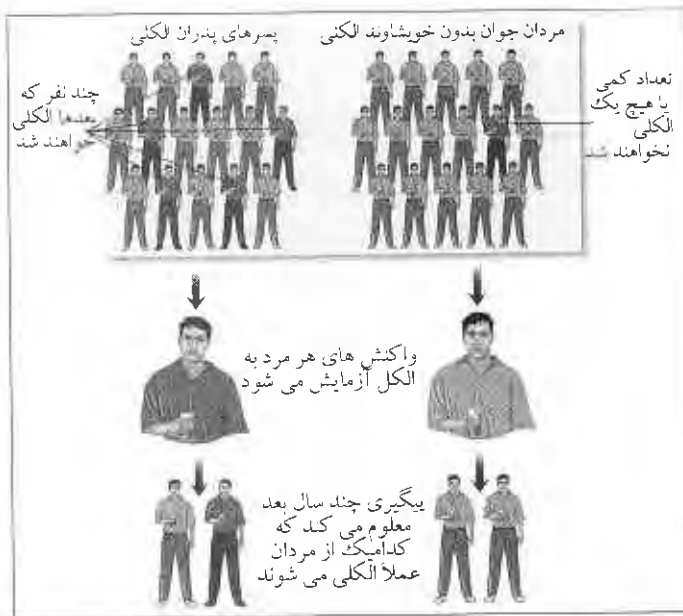 مردان جوان بدون خویشاوند الکلی
پسرهای پدران الکلی
تعداد کمی
یا هیچ یک
الکلی
نخواهند شد
چند نفر که
بعدها الکلی
خواهند شد
واکنش های هر مرد به
الکل آزمایش می شود
پیگیری چند سال بعد
معلوم می کند که
کدامیک از مردان
عملاً الکلی می شوند